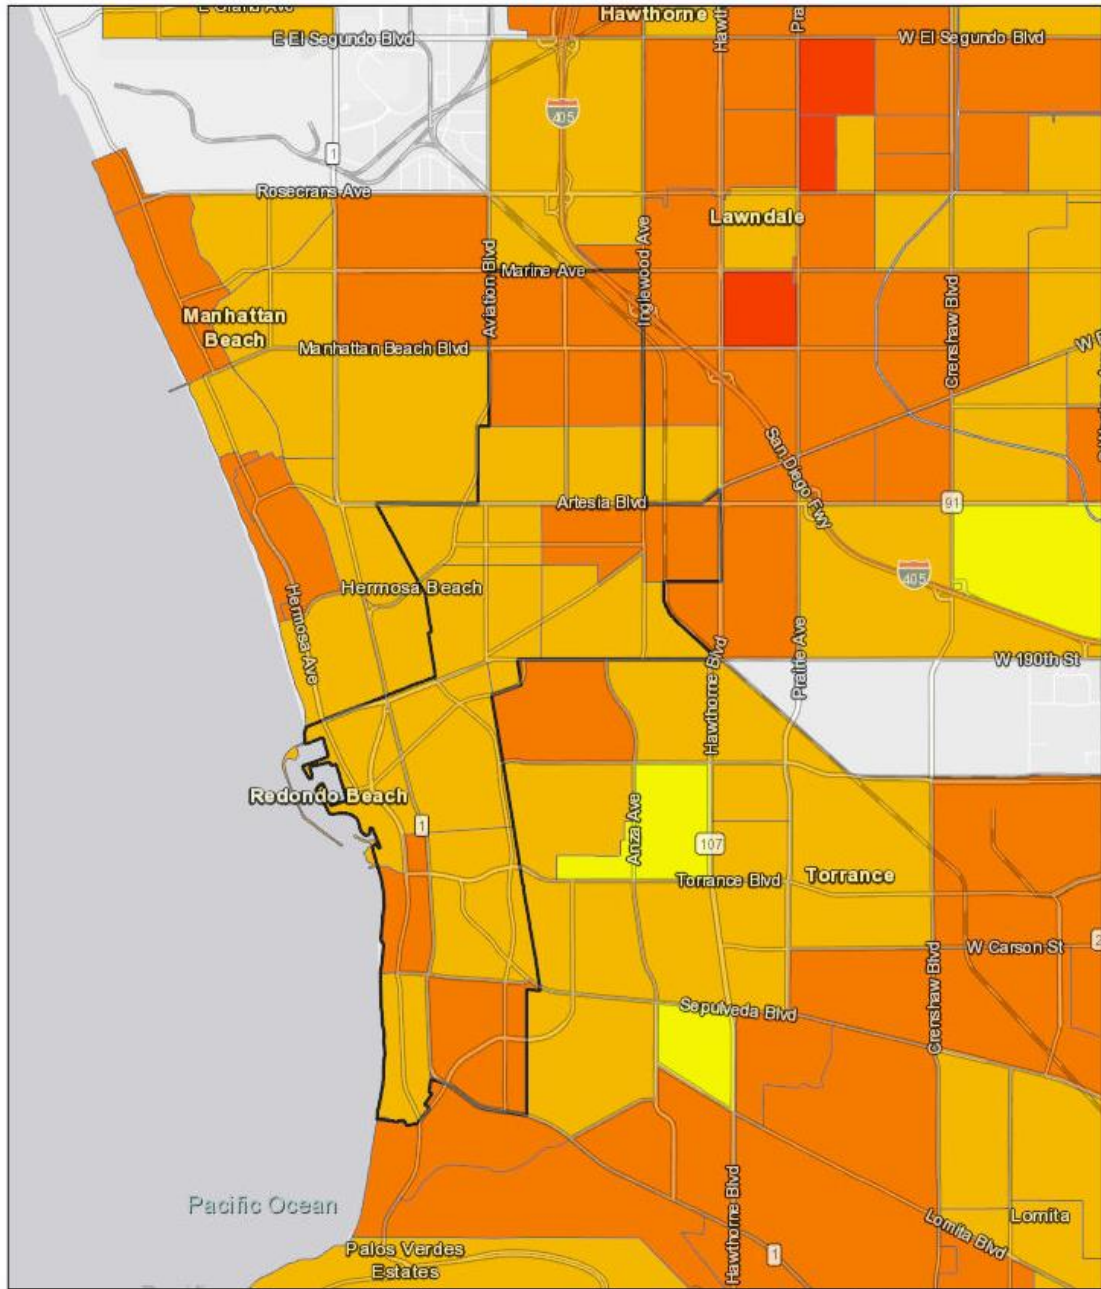 E Grand Ave
Hawthorne
E El Segundo Blvd
W El Segundo Blvd
405
1
Rosecrans Ave
Lawndale
Inglewood Ave
Aviation Blvd
Marine Ave
Manhattan
Beach
Manhattan Beach Blvd
Crenshaw Blvd
San Diego Fwy
Artesia Blvd
91
405
Hermosa Beach
Hermosa Ave
W 190th St
Hawthorne Blvd
Prairie Ave
Redondo Beach
1
Anza Ave
107
Torrance Blvd
Torrance
W Carson St
2
Crenshaw Blvd
Sepulveda Blvd
Pacific Ocean
Hawthorne Blvd
Lomita
Lomita Blvd
Palos Verdes
Estates
1